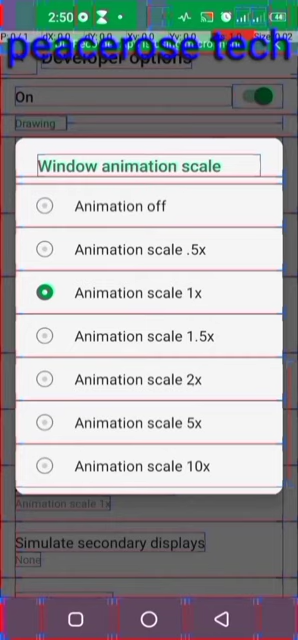 2:50
peacerose tech
Developer options
On
Drawing
Window animation scale
Animation off
Animation scale .5x
Animation scale 1x
Animation scale 1.5x
Animation scale 2x
Animation scale 5x
Animation scale 10x
Animation scale 1x
Simulate secondary displays
None